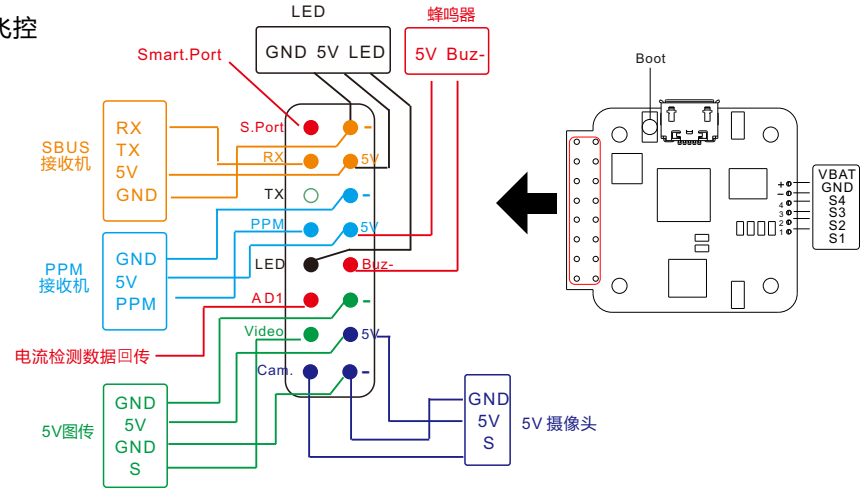 飞控
LED
GND 5V LED
蜂鸣器
5V Buz-
Smart.Port
Boot
SBUS
接收机
RX
TX
5V
GND
PPM
接收机
GND
5V
PPM
电流检测数据回传
5V图传
GND
5V
GND
S
S.Port -
RX 5V
TX -
PPM 5V
LED Buz-
AD1 -
Video 5V
Cam. -
GND
5V
S
5V 摄像头
+
-
4
3
2
1
VBAT
GND
S4
S3
S2
S1